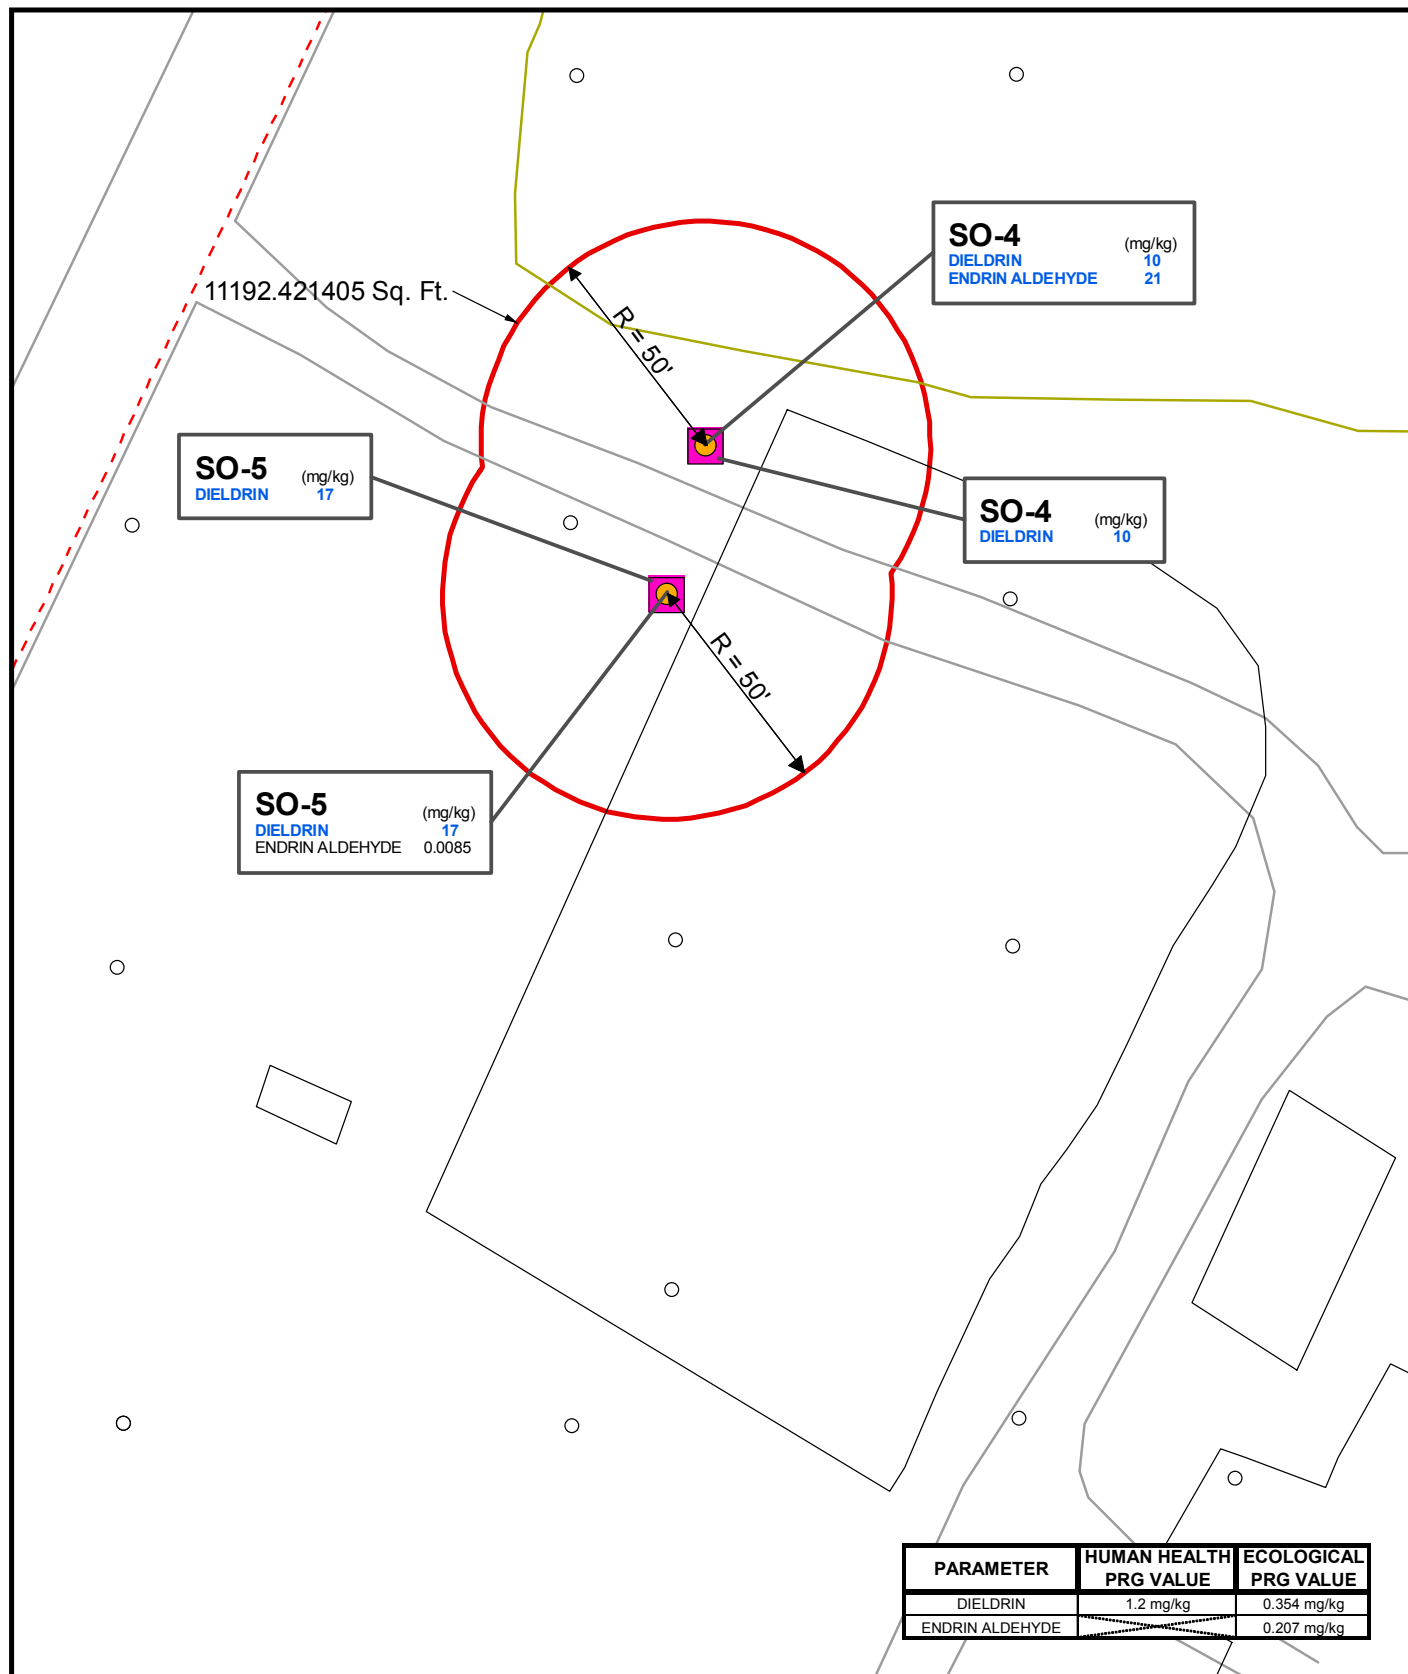 SO-4 (mg/kg)
DIELDRIN 10
ENDRIN ALDEHYDE 21
11192.421405 Sq. Ft.
R = 50'
SO-5 (mg/kg)
DIELDRIN 17
SO-4 (mg/kg)
DIELDRIN 10
R = 50'
SO-5 (mg/kg)
DIELDRIN 17
ENDRIN ALDEHYDE 0.0085
PARAMETER HUMAN HEALTH PRG VALUE ECOLOGICAL PRG VALUE
DIELDRIN 1.2 mg/kg 0.354 mg/kg
ENDRIN ALDEHYDE 0.207 mg/kg